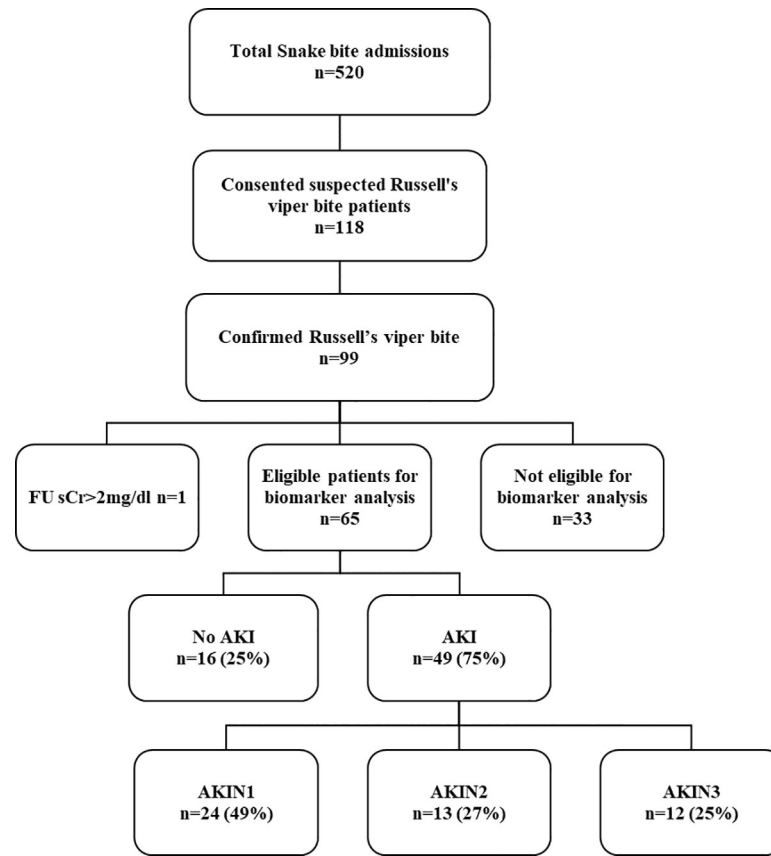 Total Snake bite admissions
n=520
Consented suspected Russell's
viper bite patients
n=118
Confirmed Russell’s viper bite
n=99
FU sCr>2mg/dl n=1
Eligible patients for
biomarker analysis
n=65
Not eligible for
biomarker analysis
n=33
No AKI
n=16 (25%)
AKI
n=49 (75%)
AKIN1
n=24 (49%)
AKIN2
n=13 (27%)
AKIN3
n=12 (25%)